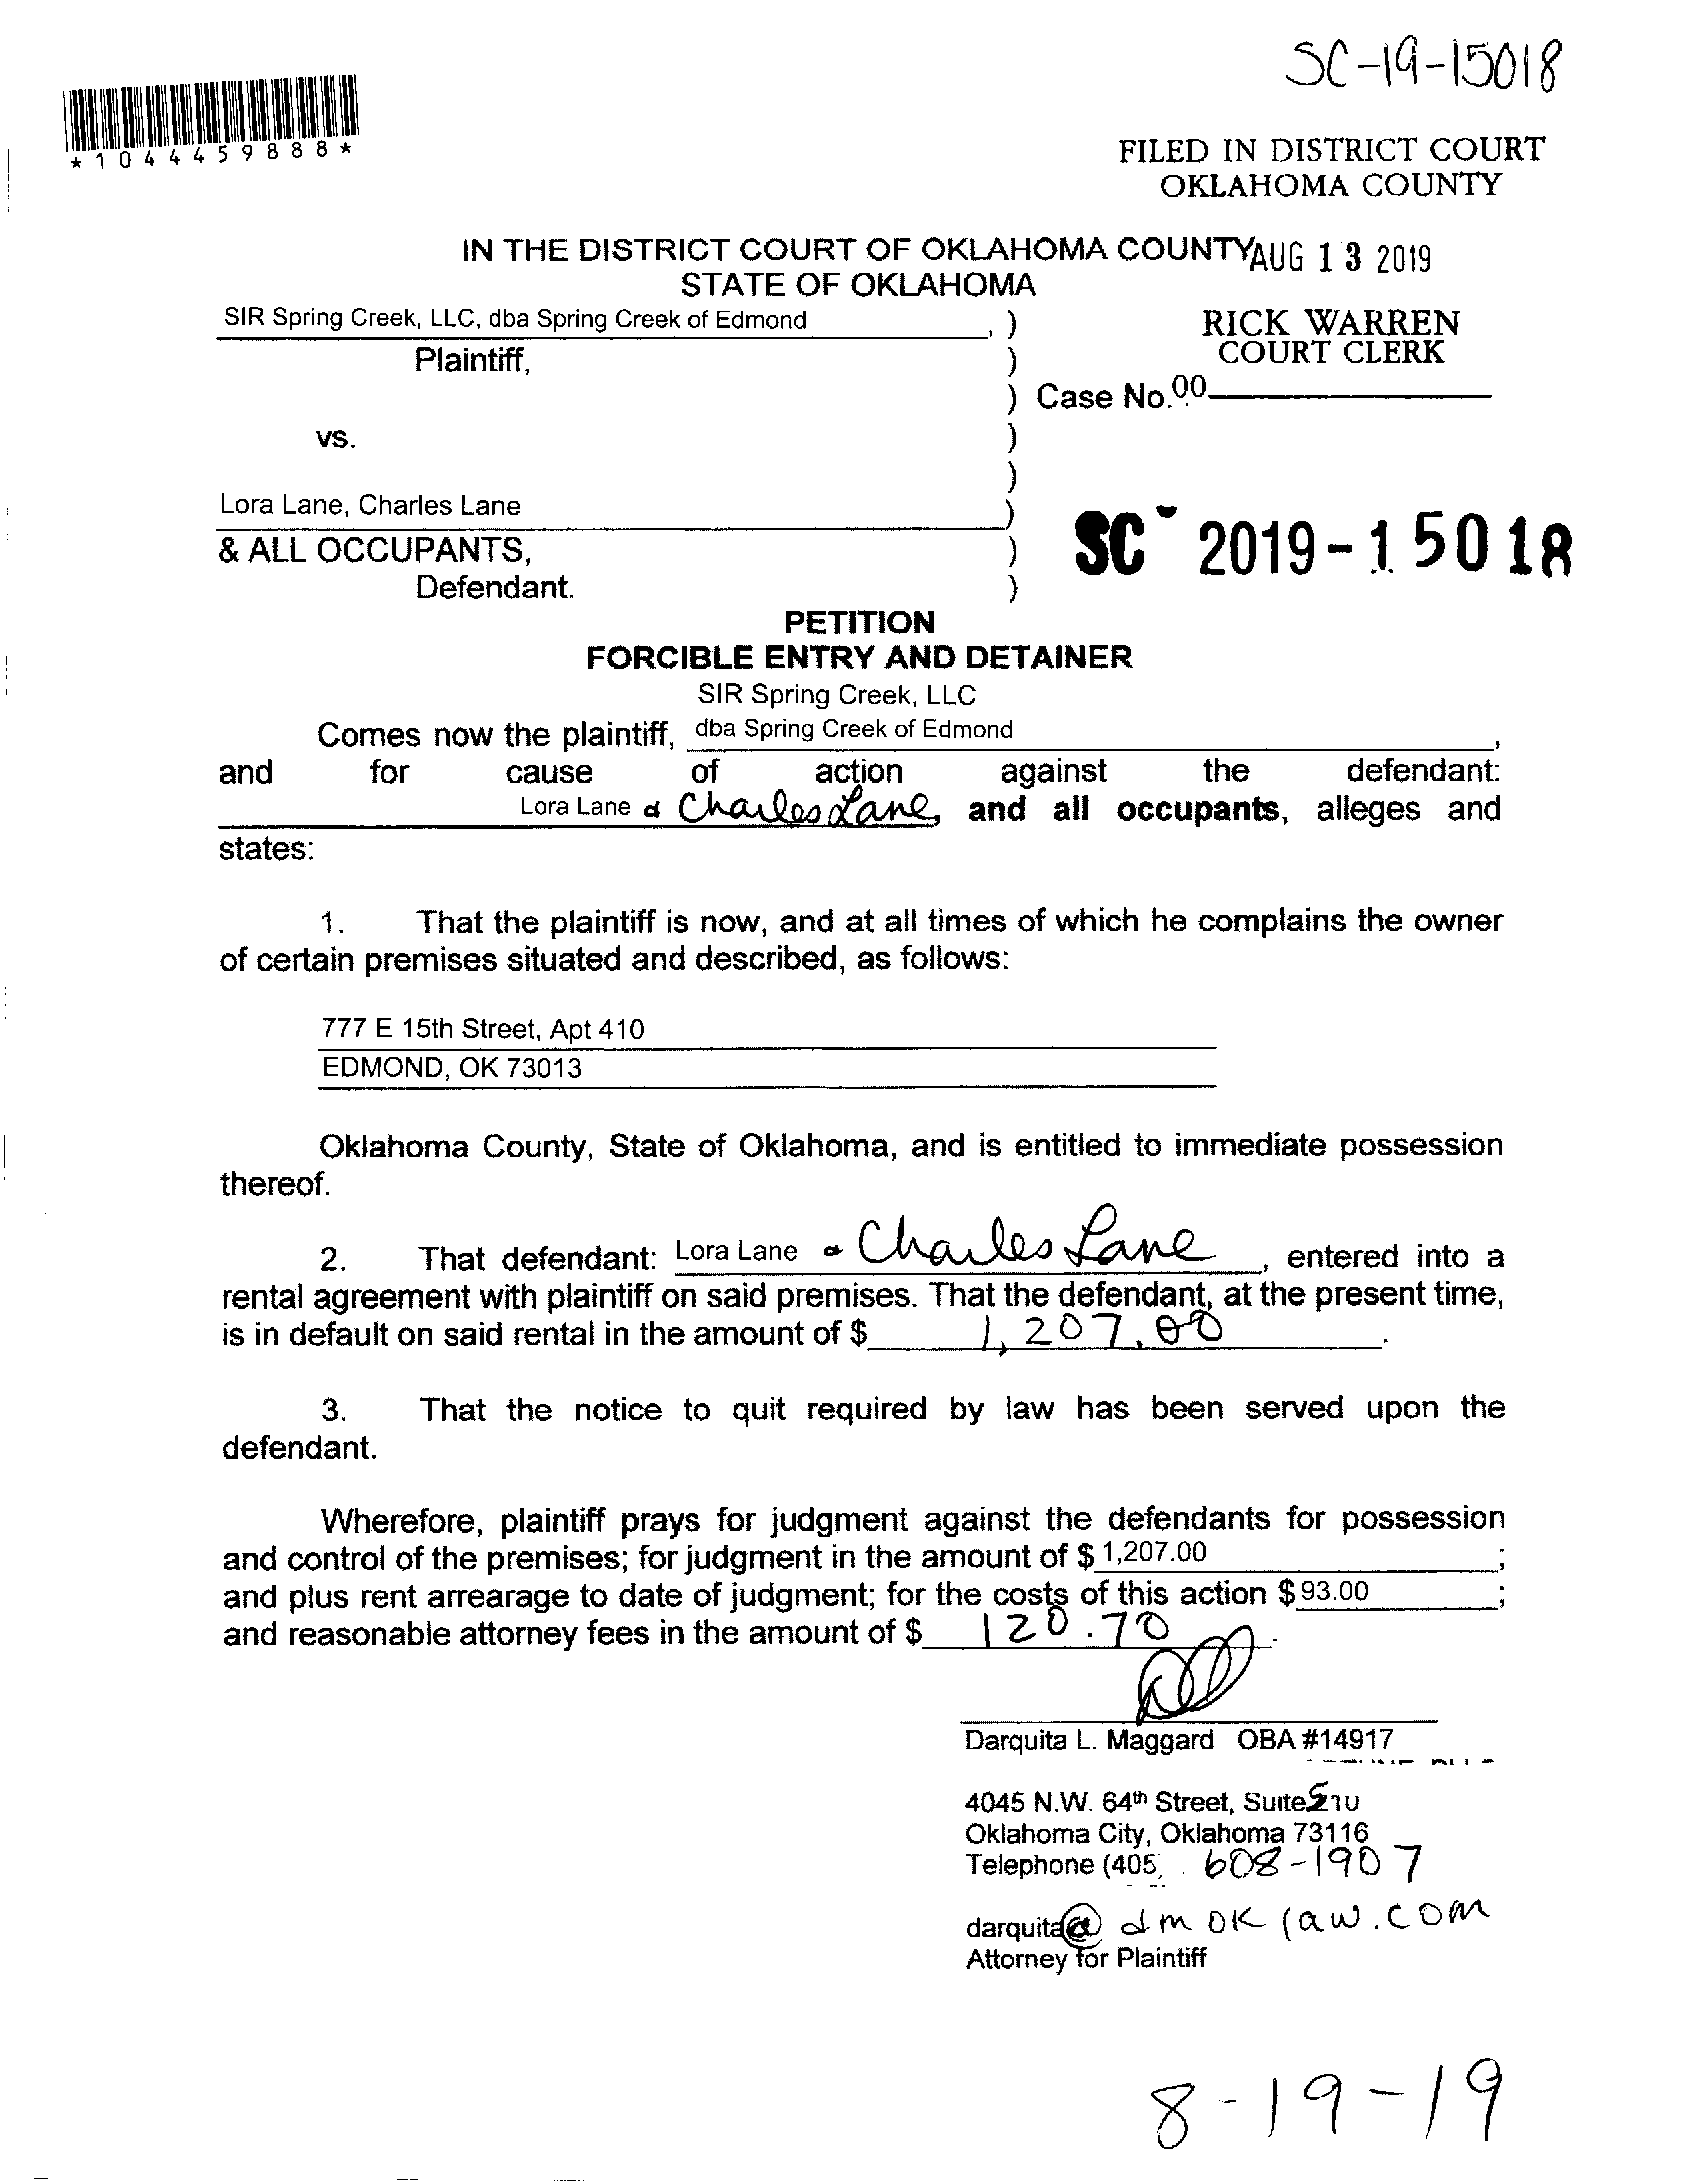 SC-19-15018
*1044459888*
FILED IN DISTRICT COURT
OKLAHOMA COUNTY
IN THE DISTRICT COURT OF OKLAHOMA COUNTY AUG 13 2019
STATE OF OKLAHOMA
SIR Spring Creek, LLC, dba Spring Creek of Edmond , )
RICK WARREN
Plaintiff, )
COURT CLERK
) Case No. 00
vs. )
)
Lora Lane, Charles Lane )
& ALL OCCUPANTS, ) SC- 2019-15018
Defendant. )
PETITION
FORCIBLE ENTRY AND DETAINER
SIR Spring Creek, LLC
Comes now the plaintiff, dba Spring Creek of Edmond ,
and for cause of action against the defendant:
Lora Lane & Charles Lane, and all occupants, alleges and
states:
1. That the plaintiff is now, and at all times of which he complains the owner
of certain premises situated and described, as follows:
777 E 15th Street, Apt 410
EDMOND, OK 73013
Oklahoma County, State of Oklahoma, and is entitled to immediate possession
thereof.
2. That defendant: Lora Lane & Charles Lane , entered into a
rental agreement with plaintiff on said premises. That the defendant, at the present time,
is in default on said rental in the amount of $ 1,207.00 .
3. That the notice to quit required by law has been served upon the
defendant.
Wherefore, plaintiff prays for judgment against the defendants for possession
and control of the premises; for judgment in the amount of $ 1,207.00 ;
and plus rent arrearage to date of judgment; for the costs of this action $ 93.00 ;
and reasonable attorney fees in the amount of $ 120.70 .
Darquita L. Maggard OBA #14917
4045 N.W. 64th Street, Suite 510
Oklahoma City, Oklahoma 73116
Telephone (405) 608-1907
darquita@dmoklaw.com
Attorney for Plaintiff
8-19-19